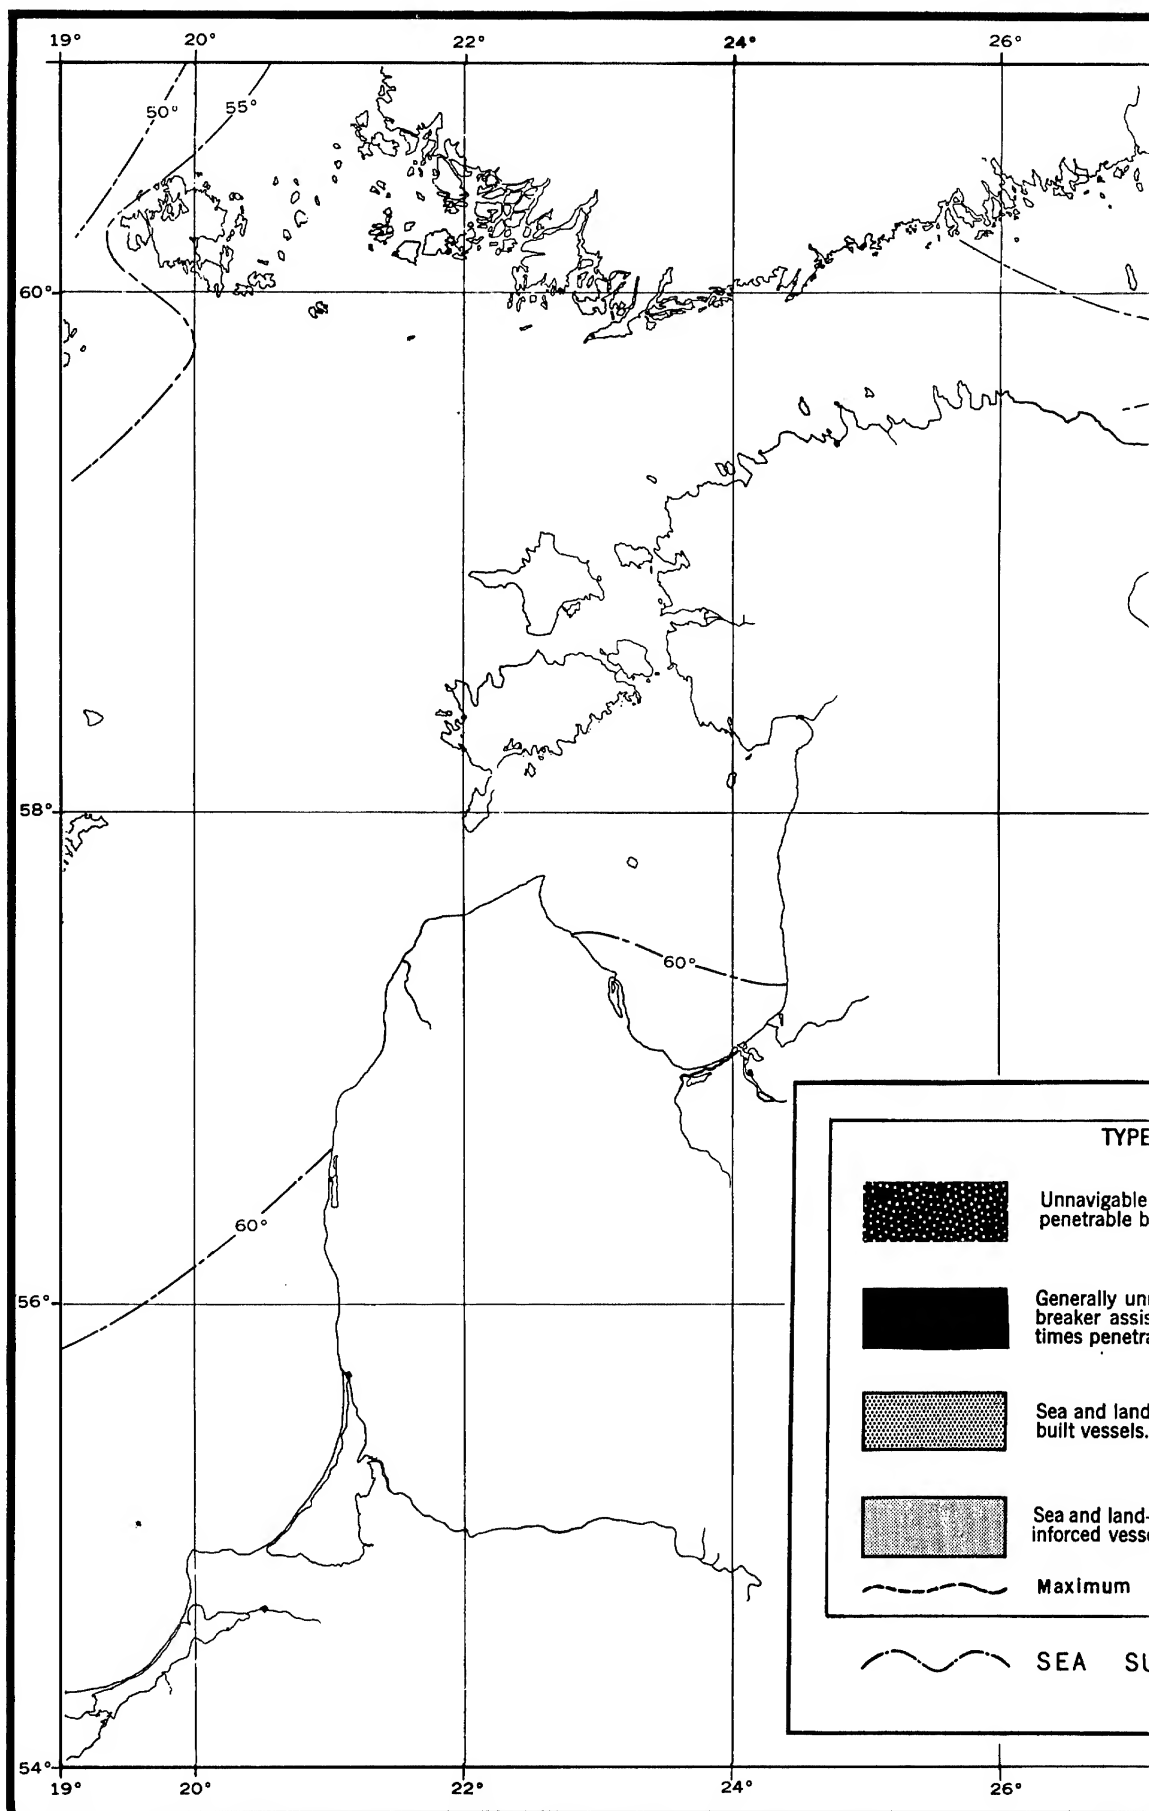 19° 20° 22° 24° 26°
50° 55°
60°
58°
60°
60°
56°
TYPE
Unnavigable
penetrable b
Generally un
breaker assis
times penetra
Sea and land
built vessels.
Sea and land-
inforced vess
Maximum
SEA SU
54°
19° 20° 22° 24° 26°